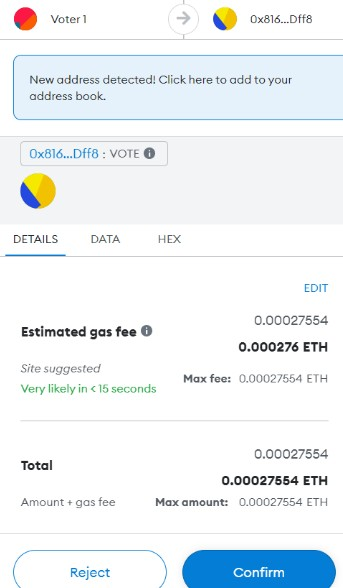 Voter 1
0x816...Dff8
New address detected! Click here to add to your
address book.
0x816...Dff8 : VOTE
DETAILS DATA HEX
EDIT
0.00027554
Estimated gas fee
0.000276 ETH
Site suggested
Max fee: 0.00027554 ETH
Very likely in < 15 seconds
0.00027554
Total
0.00027554 ETH
Amount + gas fee Max amount: 0.00027554 ETH
Reject Confirm